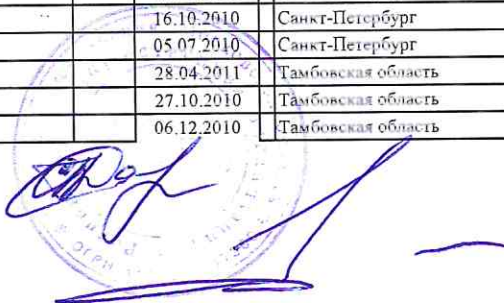 16.10.2010 Санкт-Петербург
05.07.2010 Санкт-Петербург
28.04.2011 Тамбовская область
27.10.2010 Тамбовская область
06.12.2010 Тамбовская область
ОГРН